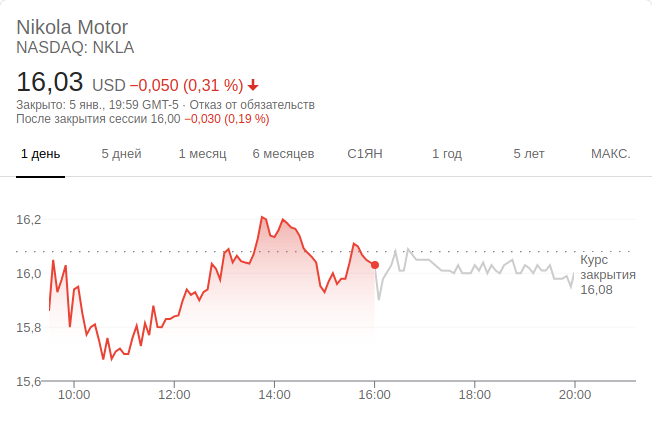 Nikola Motor
NASDAQ: NKLA
16,03 USD −0,050 (0,31 %)
Закрыто: 5 янв., 19:59 GMT-5 · Отказ от обязательств
После закрытия сессии 16,00 −0,030 (0,19 %)
1 день 5 дней 1 месяц 6 месяцев С1ЯН 1 год 5 лет МАКС.
16,2
16,0
15,8
15,6
Курс
закрытия
16,08
10:00 12:00 14:00 16:00 18:00 20:00